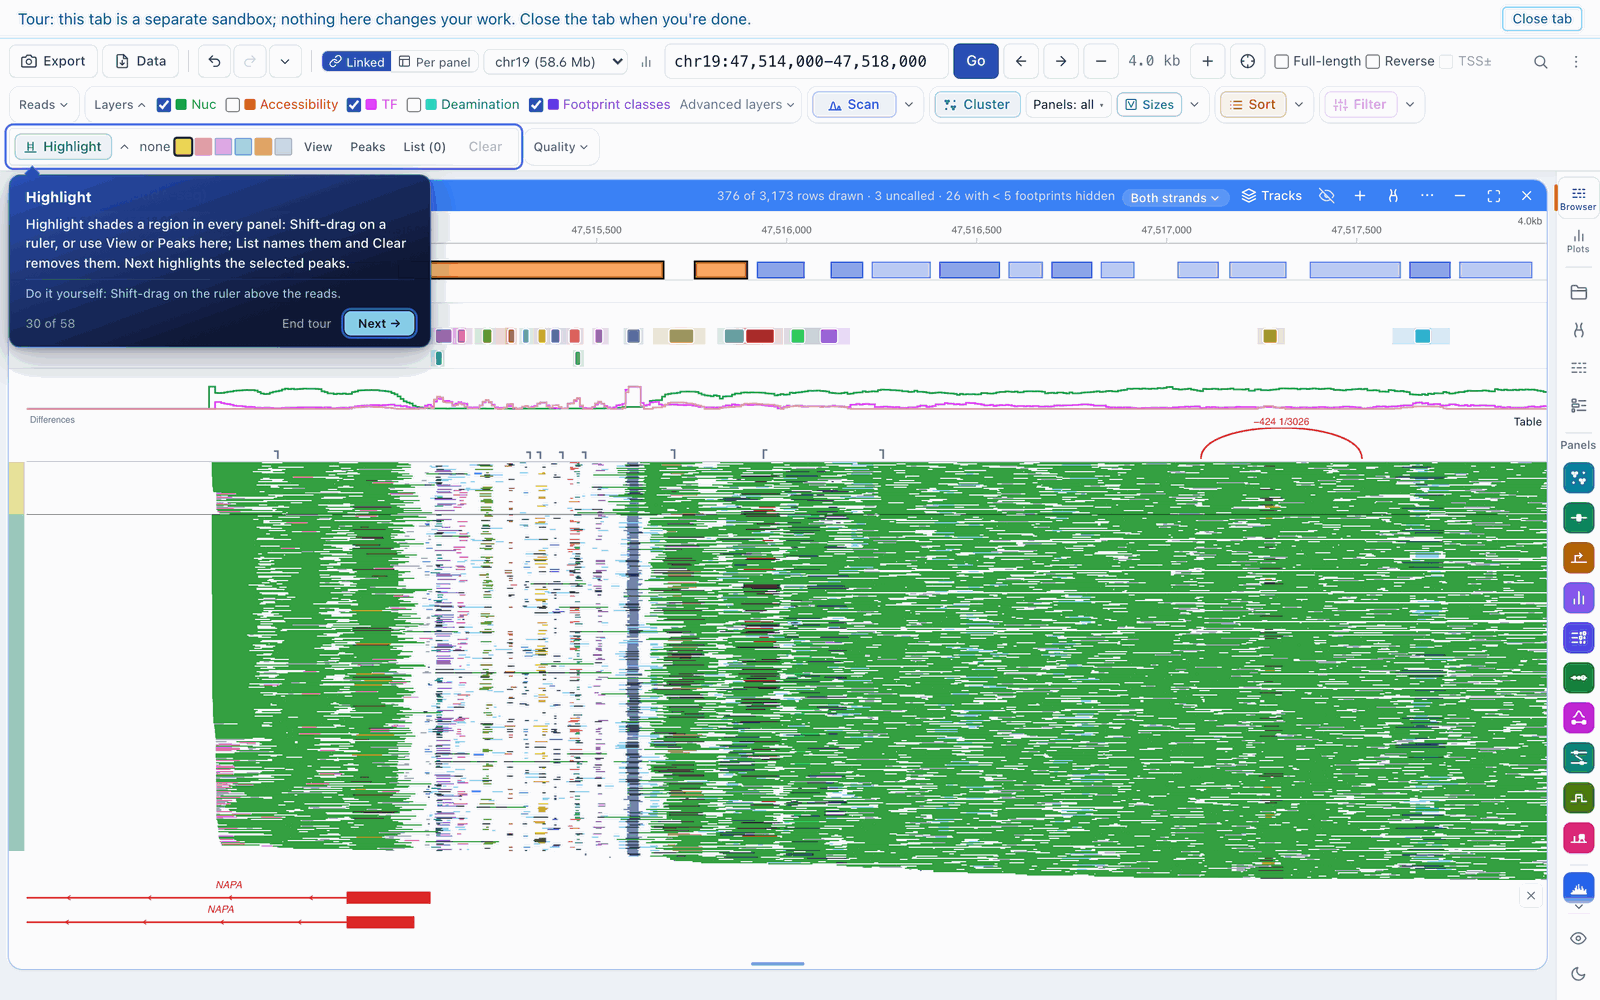 Tour: this tab is a separate sandbox; nothing here changes your work. Close the tab when you're done.
Close tab
Export
Data
Linked
Per panel
chr19 (58.6 Mb)
chr19:47,514,000–47,518,000
Go
4.0 kb
Full-length
Reverse
TSS±
Reads
Layers
Nuc
Accessibility
TF
Deamination
Footprint classes
Advanced layers
Scan
Cluster
Panels: all
Sizes
Sort
Filter
Highlight
none
View
Peaks
List (0)
Clear
Quality
Highlight
Highlight shades a region in every panel: Shift-drag on a
ruler, or use View or Peaks here; List names them and Clear
removes them. Next highlights the selected peaks.
Do it yourself: Shift-drag on the ruler above the reads.
30 of 58
End tour
Next →
376 of 3,173 rows drawn · 3 uncalled · 26 with < 5 footprints hidden
Both strands
Tracks
Browser
4.0kb
47,515,500
47,516,000
47,516,500
47,517,000
47,517,500
Plots
Differences
−424 1/3026
Table
Panels
NAPA
NAPA